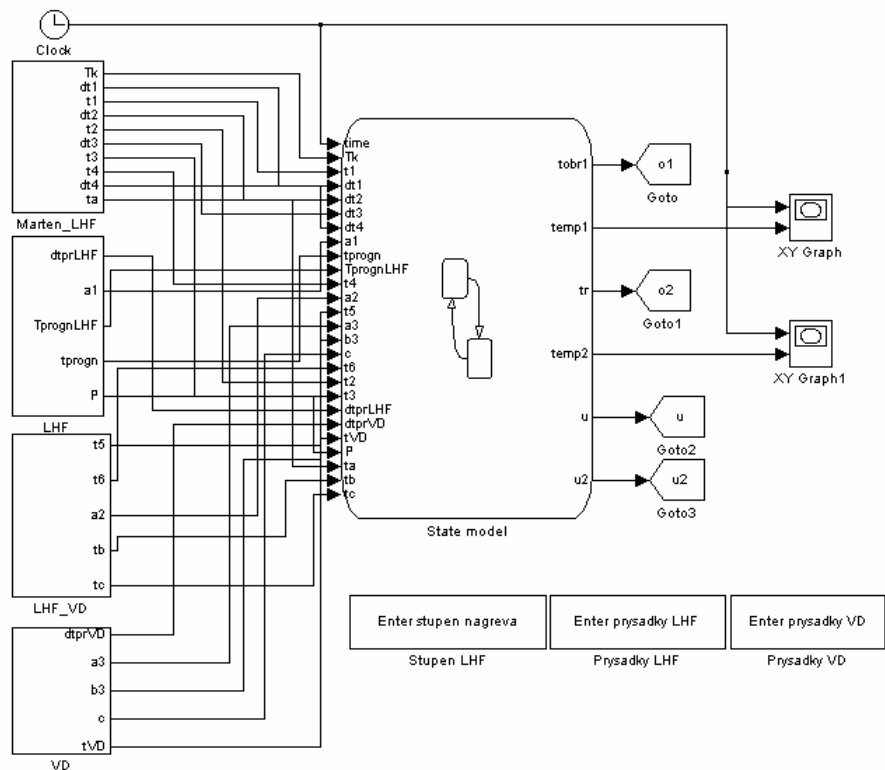 Clock
Tk
dt1
t1
dt2
t2
dt3
t3
t4
dt4
ta
Marten_LHF
dtprLHF
a1
TprognLHF
tprogn
P
LHF
t5
t6
a2
tb
tc
LHF_VD
dtprVD
a3
b3
c
tVD
VD
time
Tk
t1
dt1
dt2
dt3
dt4
a1
tprogn
TprognLHF
t4
a2
t5
a3
b3
c
t6
t2
t3
dtprLHF
dtprVD
tVD
P
ta
tb
tc
tobr1
temp1
tr
temp2
u
u2
State model
o1
Goto
XY Graph
o2
Goto1
XY Graph1
u
Goto2
u2
Goto3
Enter stupen nagreva
Stupen LHF
Enter prysadky LHF
Prysadky LHF
Enter prysadky VD
Prysadky VD